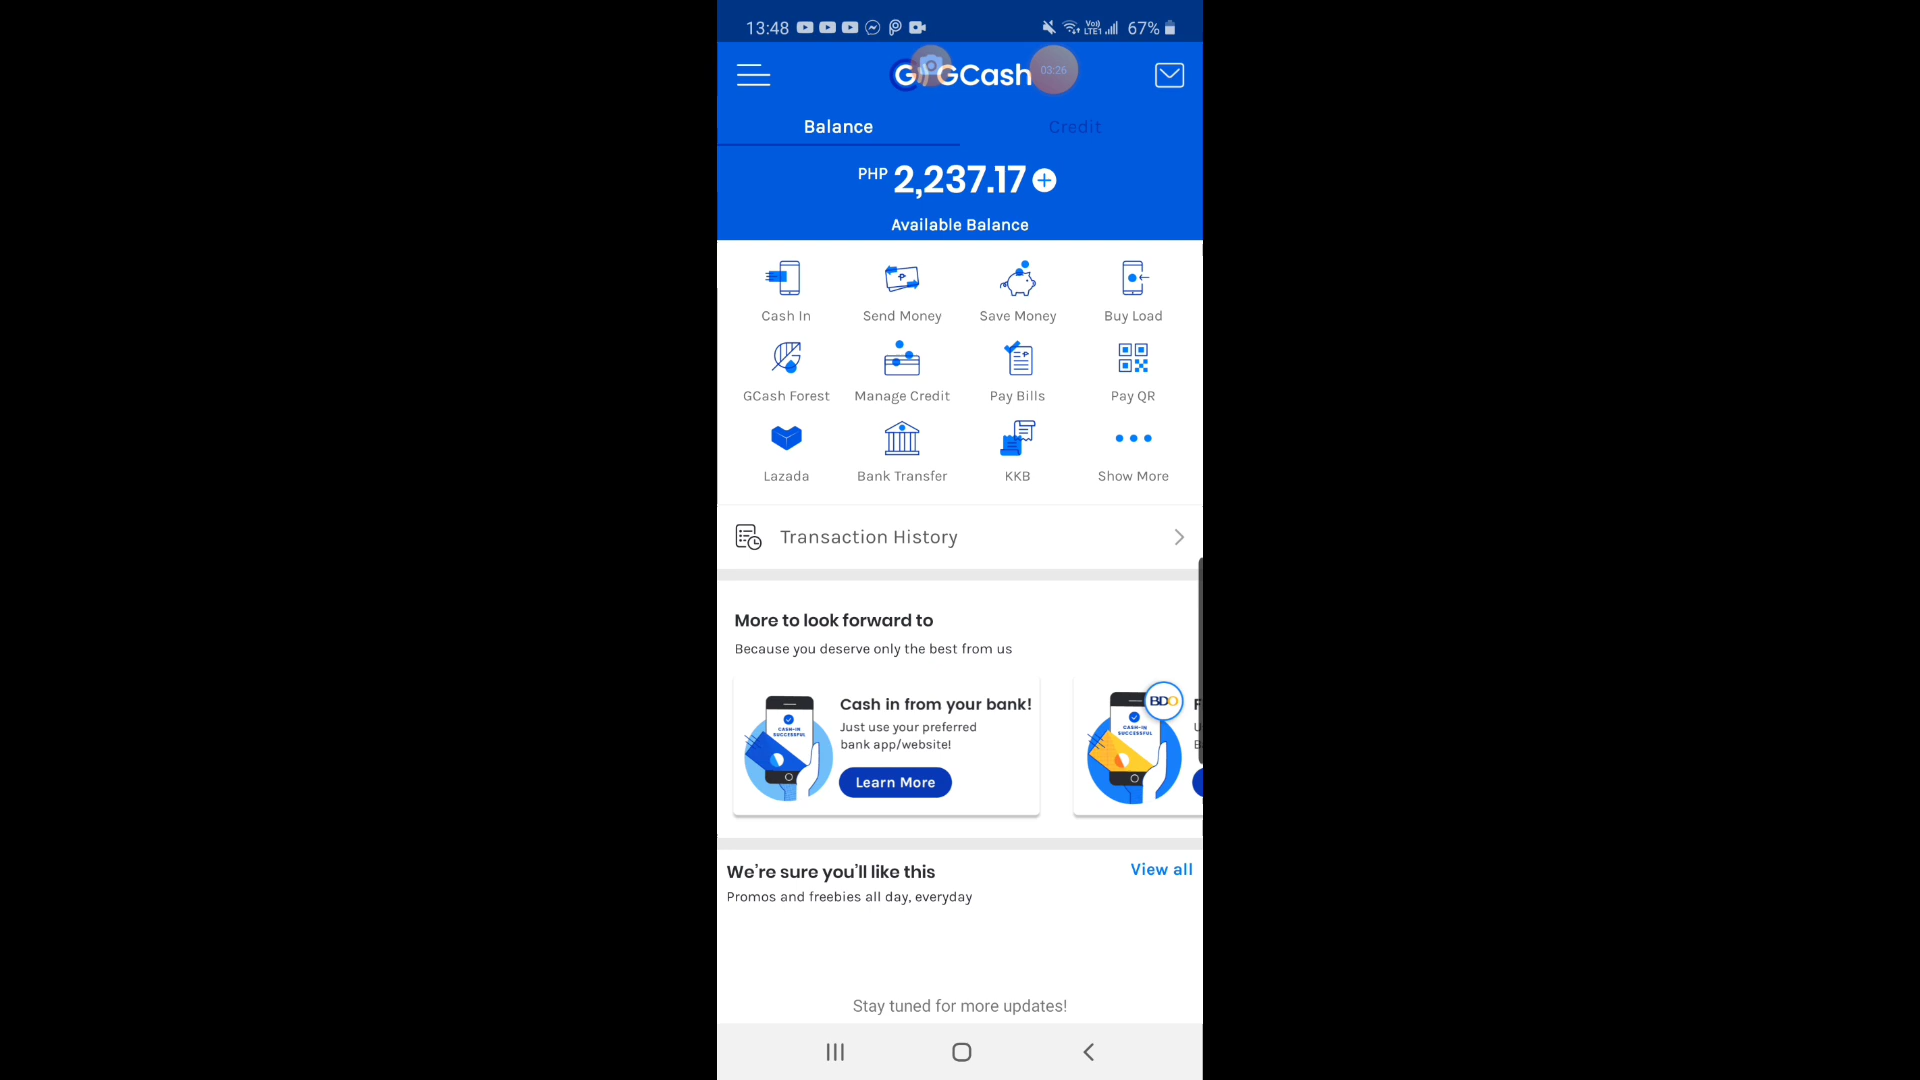 13:48 Vo)) LTE1 67%
GCash 03:26
Balance Credit
PHP 2,237.17
Available Balance
Cash In Send Money Save Money Buy Load
GCash Forest Manage Credit Pay Bills Pay QR
Lazada Bank Transfer KKB Show More
Transaction History
More to look forward to
Because you deserve only the best from us
Cash in from your bank!
Just use your preferred
bank app/website!
Learn More
CASH-IN
SUCCESSFUL
BDO
CASH-IN
SUCCESSFUL
We're sure you'll like this View all
Promos and freebies all day, everyday
Stay tuned for more updates!